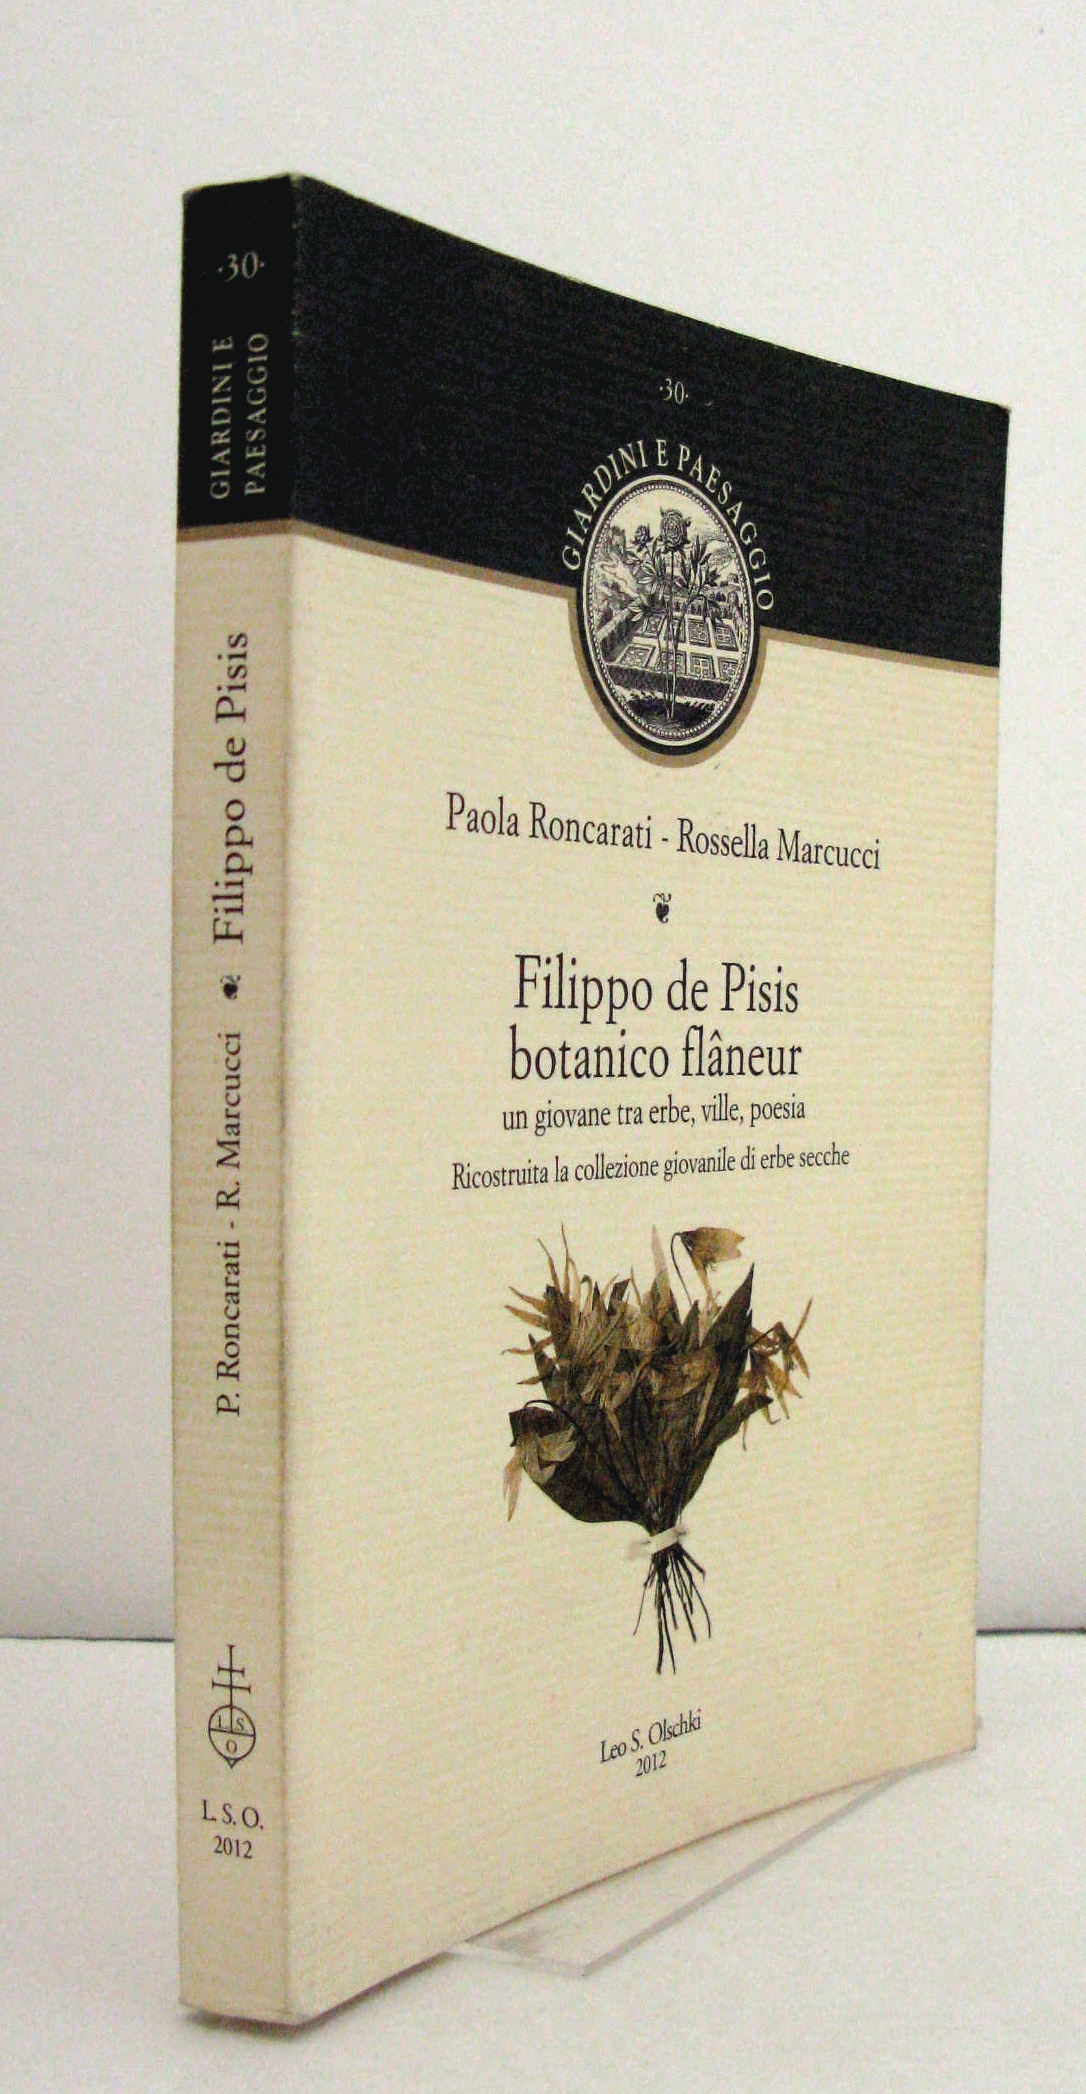 ·30·
GIARDINI E
PAESAGGIO
Filippo de Pisis
P. Roncarati - R. Marcucci
L S
O
L. S. O.
2012
·30·
GIARDINI E PAESAGGIO
Paola Roncarati - Rossella Marcucci
Filippo de Pisis
botanico flâneur
un giovane tra erbe, ville, poesia
Ricostruita la collezione giovanile di erbe secche
Leo S. Olschki
2012